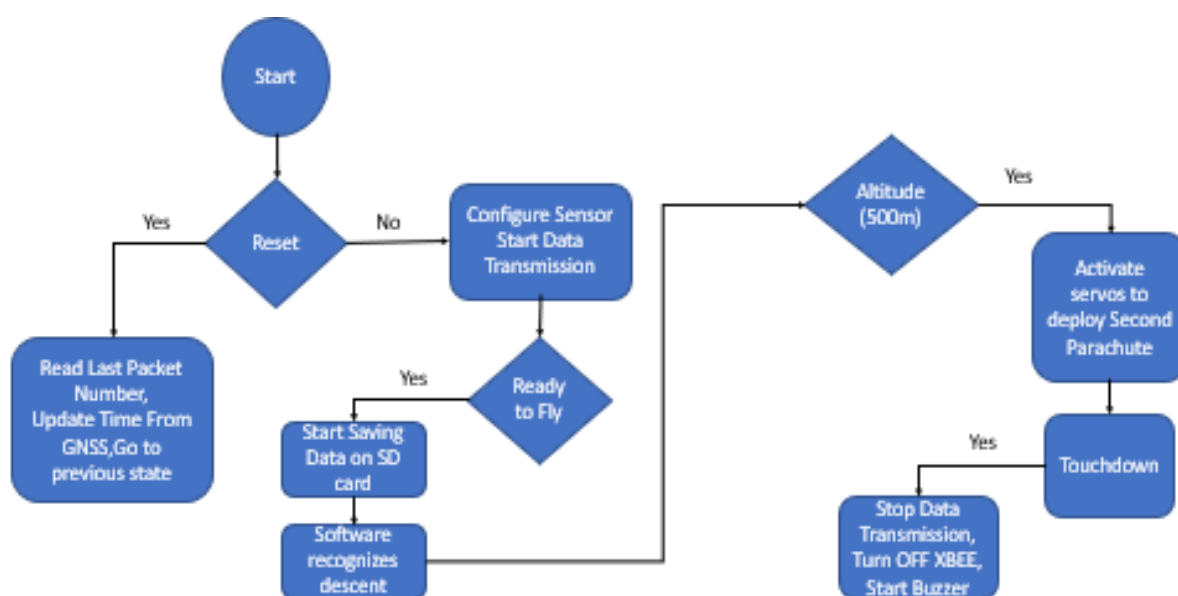 Start
Reset
Yes
No
Read Last Packet
Number,
Update Time From
GNSS,Go to
previous state
Configure Sensor
Start Data
Transmission
Ready
to Fly
Yes
Start Saving
Data on SD
card
Software
recognizes
descent
Altitude
(500m)
Yes
Activate
servos to
deploy Second
Parachute
Touchdown
Yes
Stop Data
Transmission,
Turn OFF XBEE,
Start Buzzer